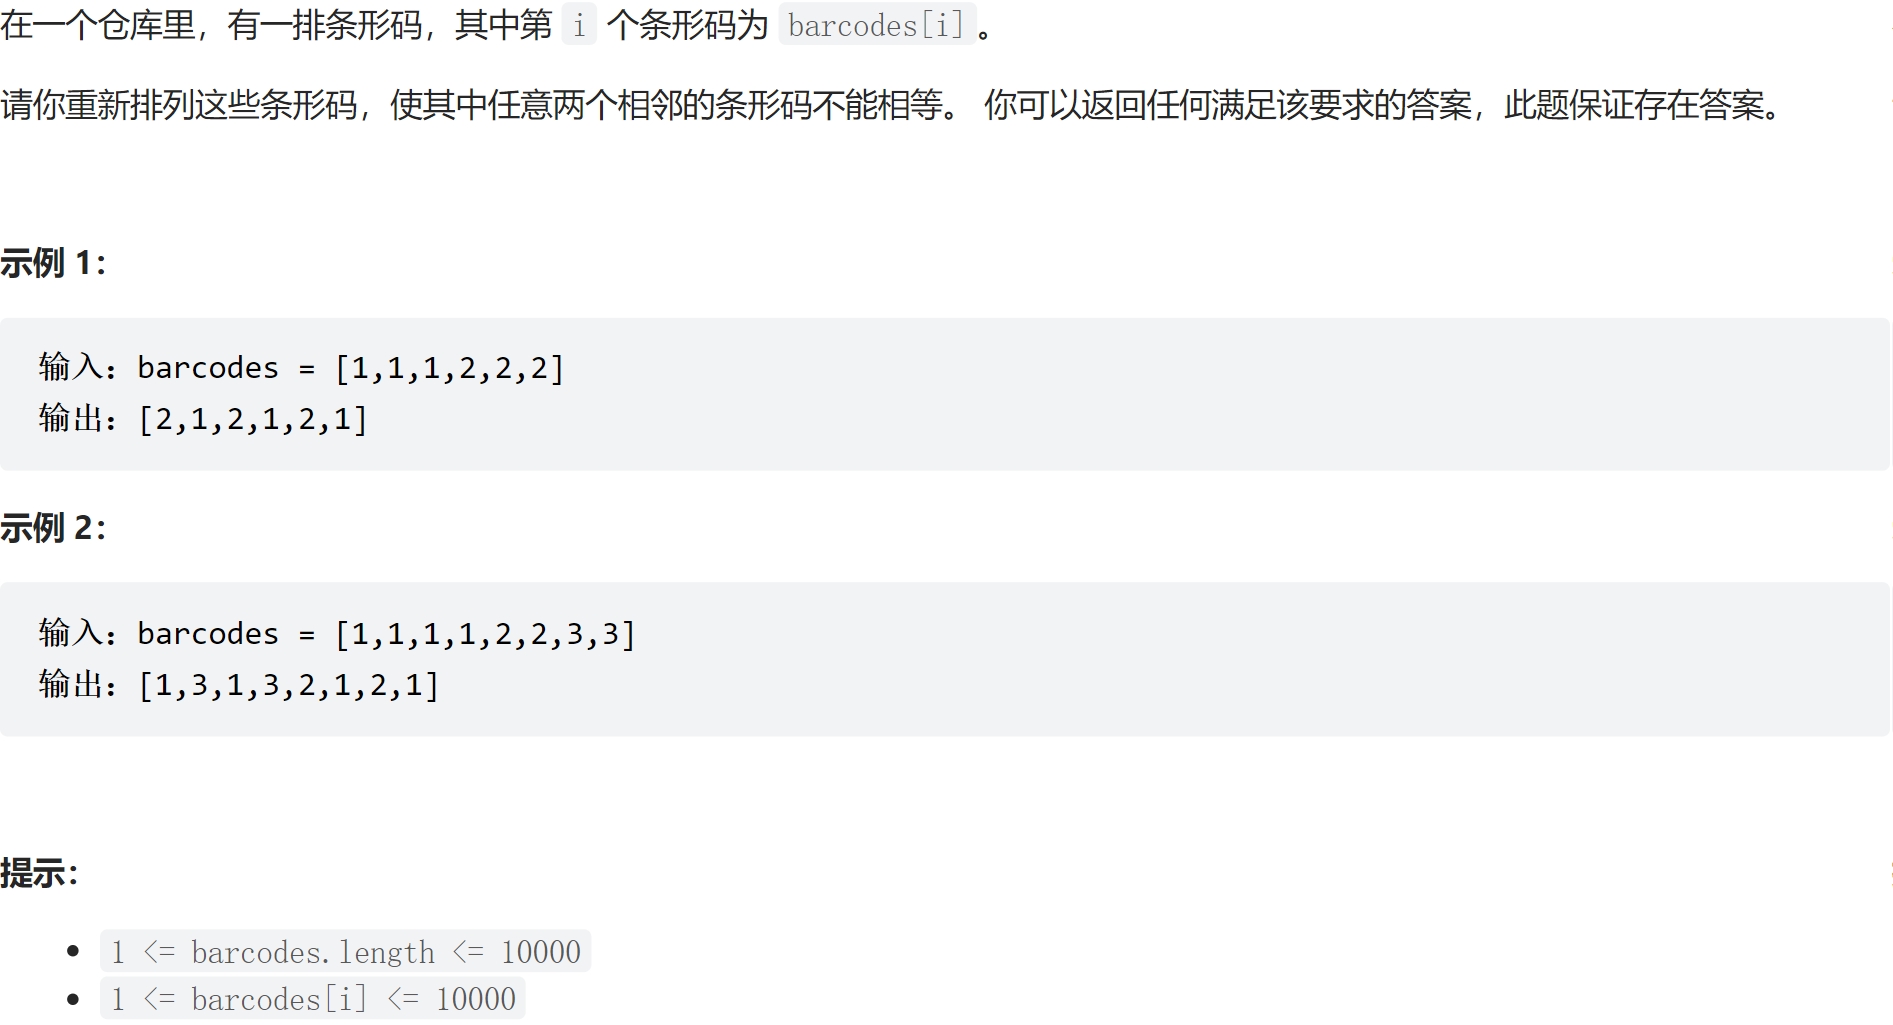 在一个仓库里，有一排条形码，其中第 i 个条形码为 barcodes[i]。
请你重新排列这些条形码，使其中任意两个相邻的条形码不能相等。 你可以返回任何满足该要求的答案，此题保证存在答案。
示例 1：
输入：barcodes = [1,1,1,2,2,2]
输出：[2,1,2,1,2,1]
示例 2：
输入：barcodes = [1,1,1,1,2,2,3,3]
输出：[1,3,1,3,2,1,2,1]
提示：
1 <= barcodes.length <= 10000
1 <= barcodes[i] <= 10000